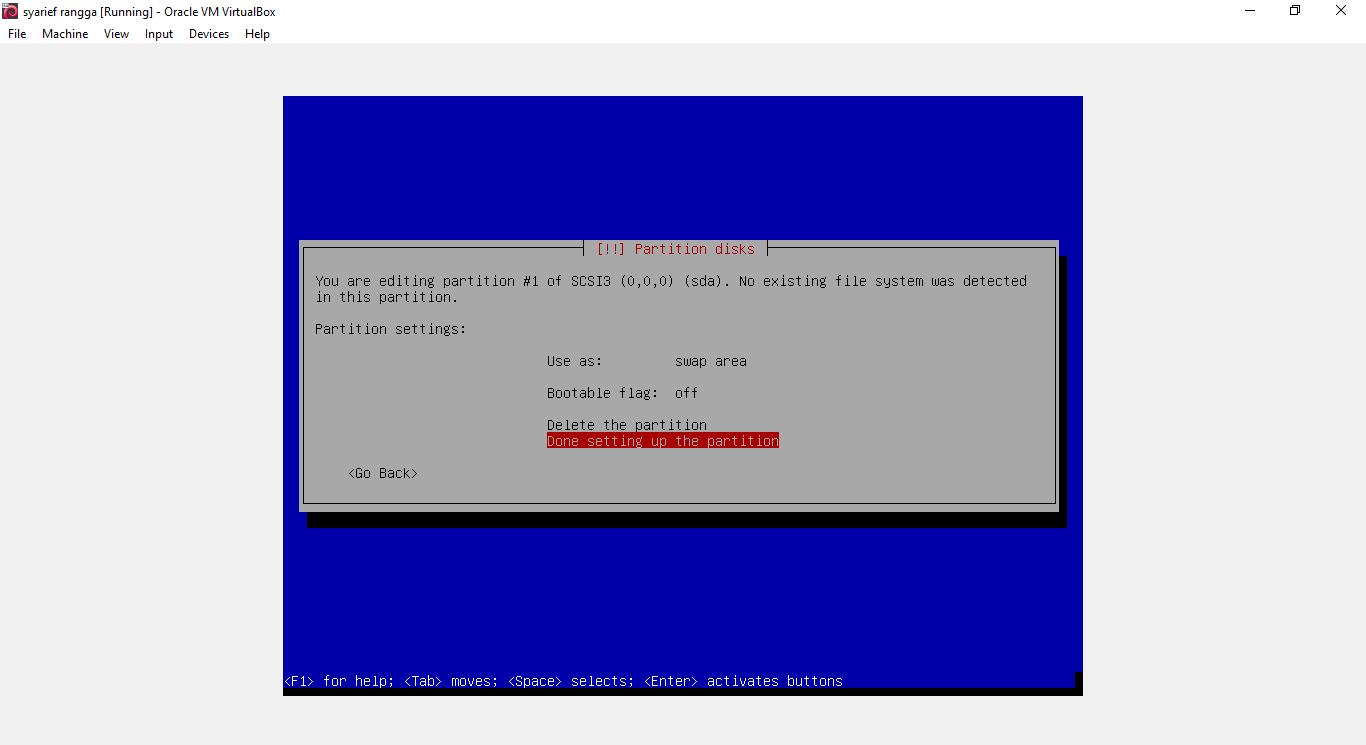 syarief rangga [Running] - Oracle VM VirtualBox
File Machine View Input Devices Help
[!!] Partition disks
You are editing partition #1 of SCSI3 (0,0,0) (sda). No existing file system was detected
in this partition.
Partition settings:
Use as: swap area
Bootable flag: off
Delete the partition
Done setting up the partition
<Go Back>
<F1> for help; <Tab> moves; <Space> selects; <Enter> activates buttons